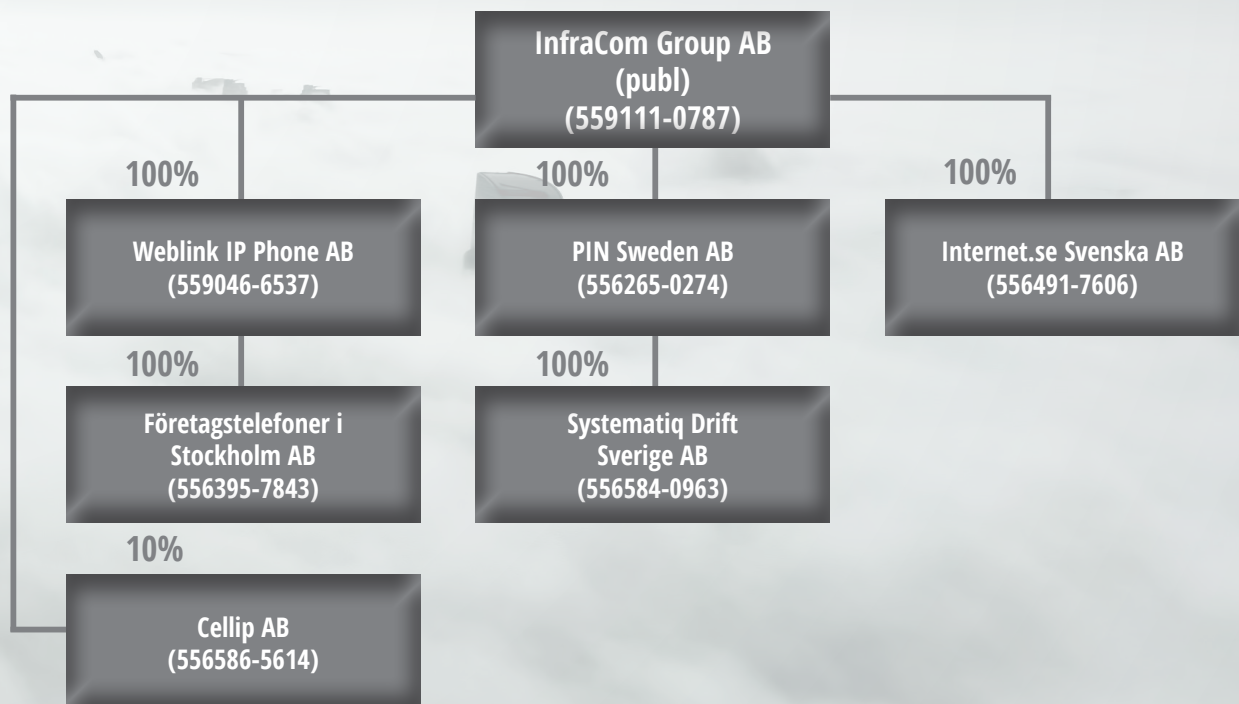 InfraCom Group AB
(publ)
(559111-0787)
100%
100%
100%
Weblink IP Phone AB
(559046-6537)
PIN Sweden AB
(556265-0274)
Internet.se Svenska AB
(556491-7606)
100%
100%
Företagstelefoner i
Stockholm AB
(556395-7843)
Systematiq Drift
Sverige AB
(556584-0963)
10%
Cellip AB
(556586-5614)